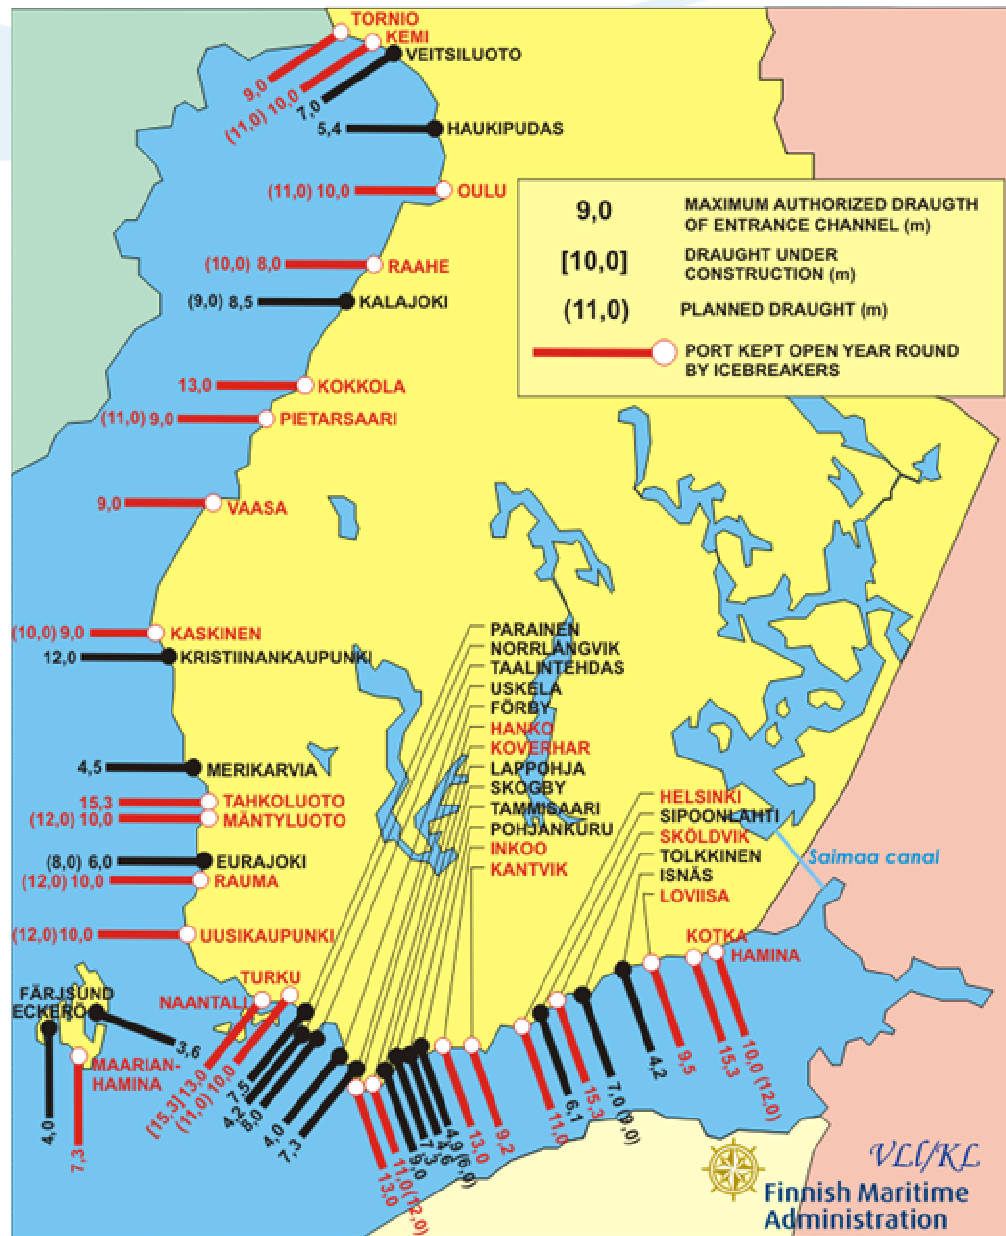 TORNIO
KEMI
VEITSILUOTO
9,0
(11,0) 10,0
7,0
5,4
HAUKIPUDAS
(11,0) 10,0
OULU
9,0
MAXIMUM AUTHORIZED DRAUGTH
OF ENTRANCE CHANNEL (m)
[10,0]
DRAUGHT UNDER
CONSTRUCTION (m)
(11,0)
PLANNED DRAUGHT (m)
PORT KEPT OPEN YEAR ROUND
BY ICEBREAKERS
(10,0) 8,0
RAAHE
(9,0) 8,5
KALAJOKI
13,0
KOKKOLA
(11,0) 9,0
PIETARSAARI
9,0
VAASA
(10,0) 9,0
KASKINEN
12,0
KRISTIINANKAUPUNKI
4,5
MERIKARVIA
15,3
TAHKOLUOTO
(12,0) 10,0
MÄNTYLUOTO
(8,0) 6,0
EURAJOKI
(12,0) 10,0
RAUMA
(12,0) 10,0
UUSIKAUPUNKI
PARAINEN
NORRLÅNGVIK
TAALINTEHDAS
USKELA
FÖRBY
HANKO
KOVERHAR
LAPPOHJA
SKOGBY
TAMMISAARI
POHJANKURU
INKOO
KANTVIK
HELSINKI
SIPOONLAHTI
SKÖLDVIK
TOLKKINEN
ISNÄS
LOVIISA
KOTKA
HAMINA
Saimaa canal
TURKU
NAANTALI
FÄRJSUND
ECKERÖ
MAARIAN-
HAMINA
3,6
4,0
7,3
[15,3] 13,0
(11,0) 10,0
7,5
4,2
8,0
4,0
7,3
13,0
11,0 (12,0)
9,0
7,3
4,9 (6,0)
13,0
9,2
11,0
6,1
15,3
7,0 (9,0)
4,2
9,5
15,3
10,0 (12,0)
VLI/KL
Finnish Maritime
Administration